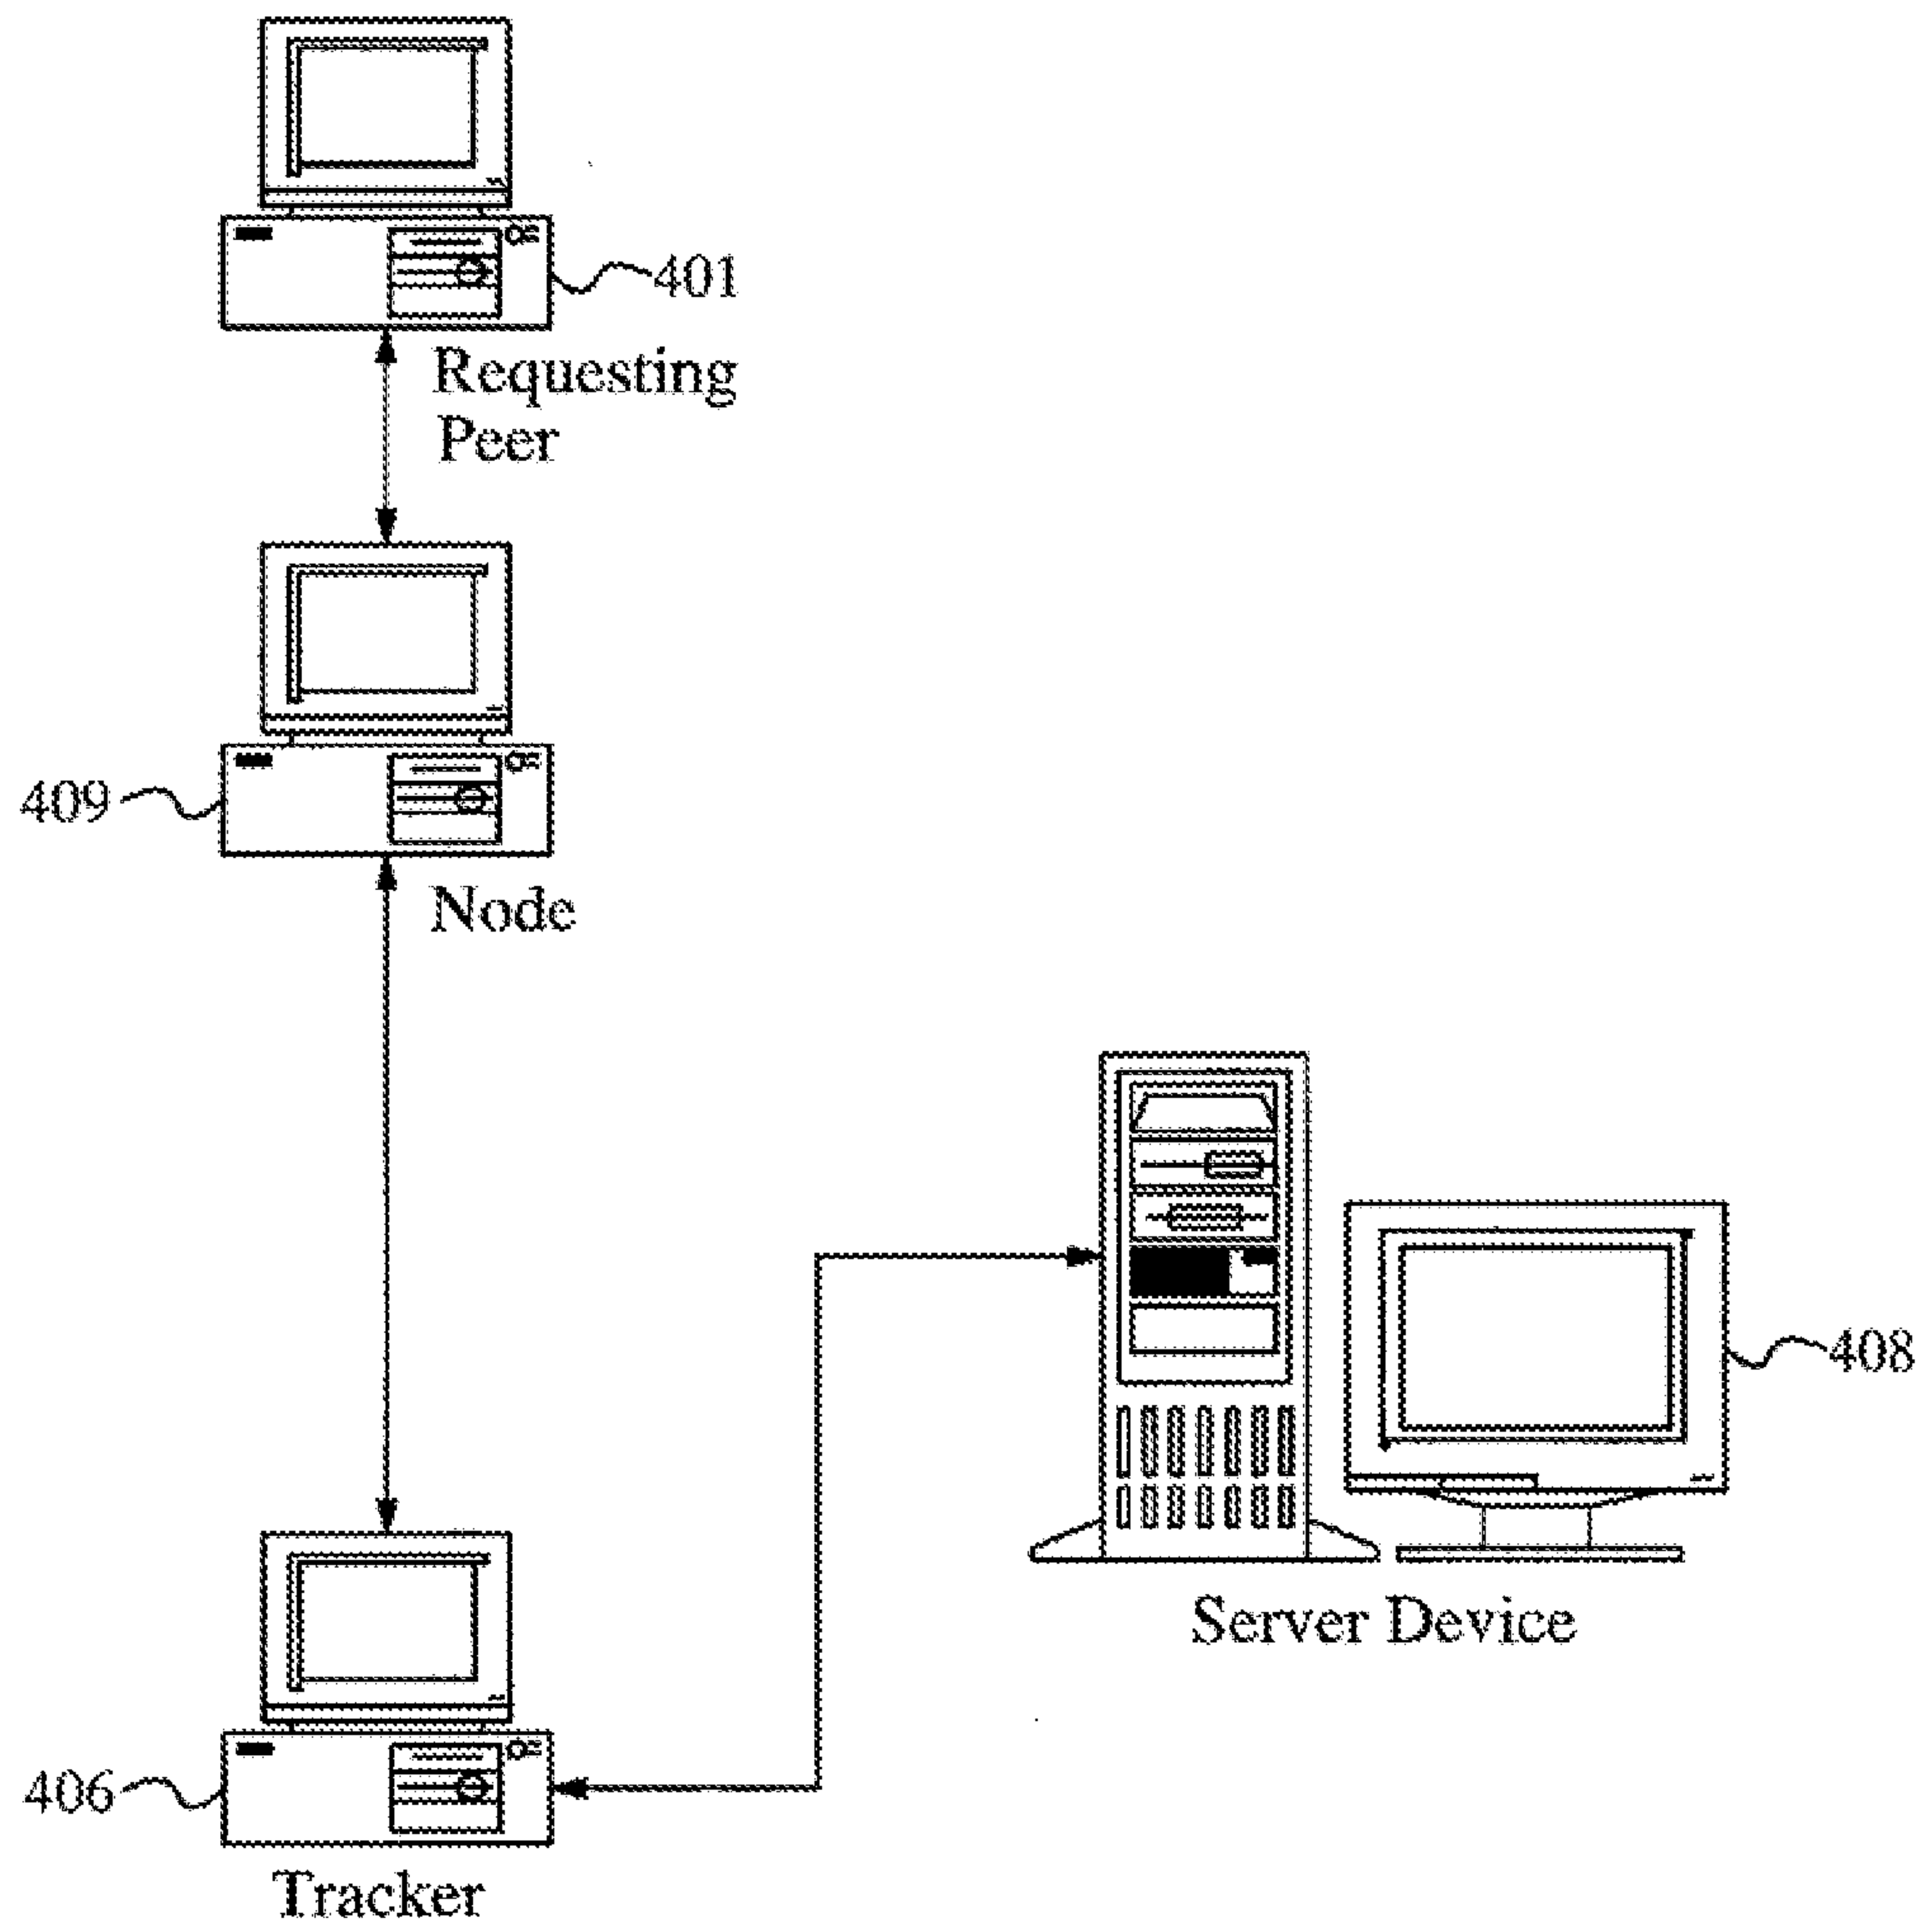 401
Requesting
Peer
409
Node
408
Server Device
406
Tracker